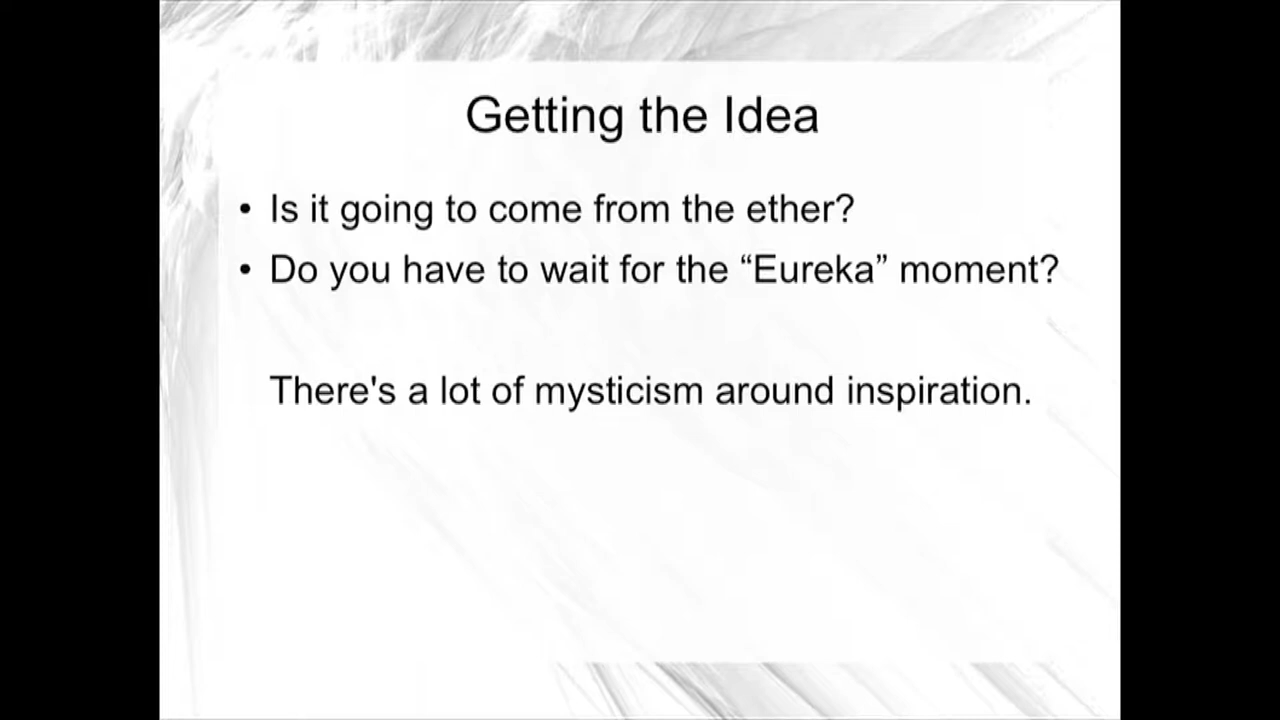 Getting the Idea
• Is it going to come from the ether?
• Do you have to wait for the “Eureka” moment?
There's a lot of mysticism around inspiration.